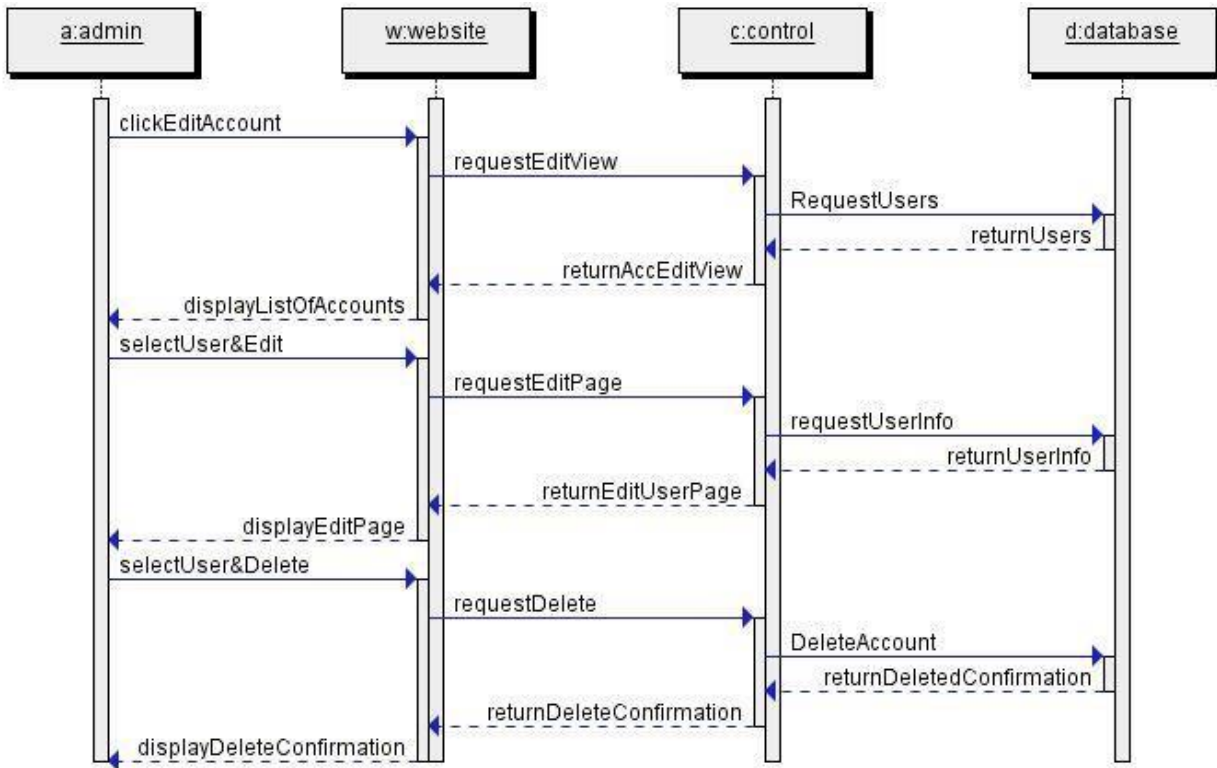 a:admin
w:website
c:control
d:database
clickEditAccount
requestEditView
RequestUsers
returnUsers
returnAccEditView
displayListOfAccounts
selectUser&Edit
requestEditPage
requestUserInfo
returnUserInfo
returnEditUserPage
displayEditPage
selectUser&Delete
requestDelete
DeleteAccount
returnDeletedConfirmation
returnDeleteConfirmation
displayDeleteConfirmation